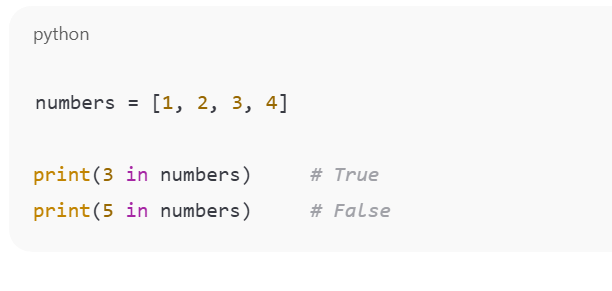 python
numbers = [1, 2, 3, 4]
print(3 in numbers)     # True
print(5 in numbers)     # False